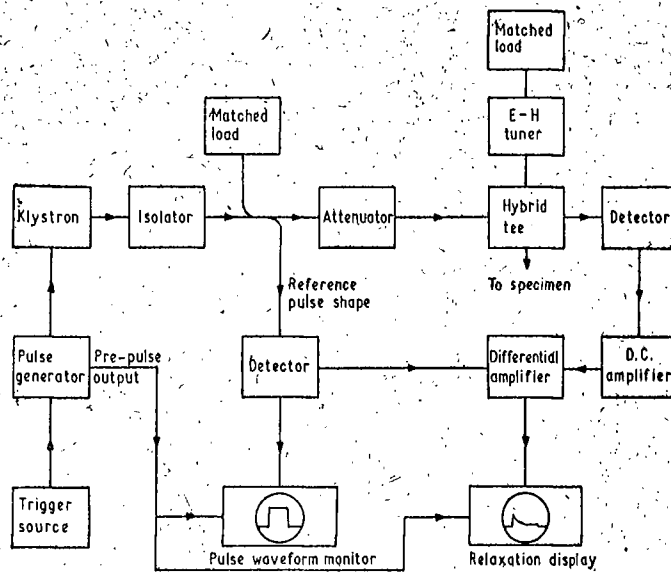 Matched
load
E-H
tuner
Matched
load
Klystron
Isolator
Attenuator
Hybrid
tee
Detector
Reference
pulse shape
To specimen
Pulse
generator
Pre-pulse
output
Detector
Differential
amplifier
D.C.
amplifier
Trigger
source
Pulse waveform monitor
Relaxation display